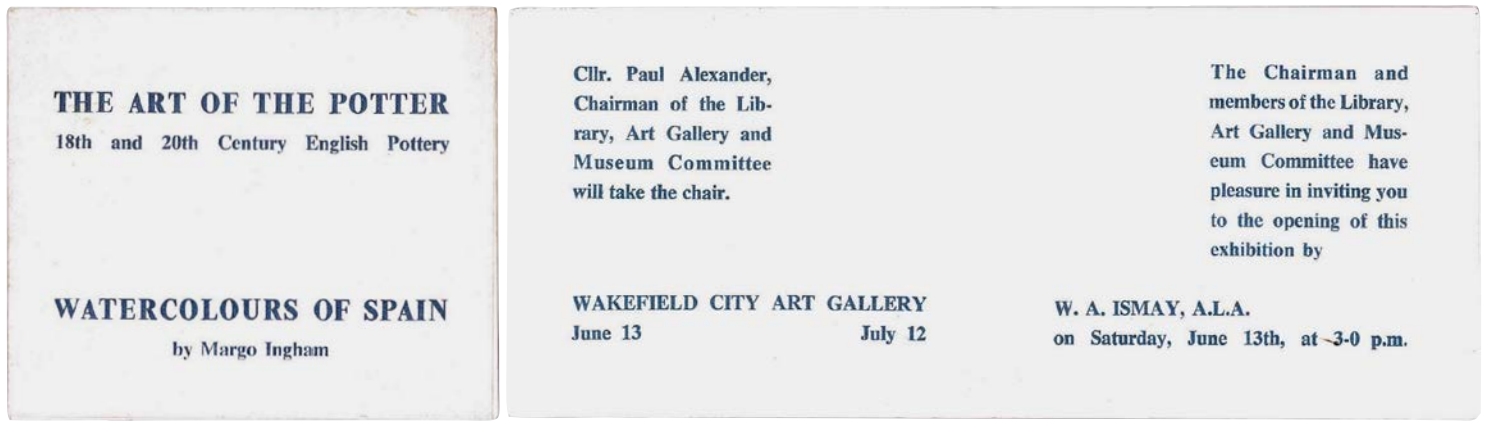 THE ART OF THE POTTER
18th and 20th Century English Pottery
WATERCOLOURS OF SPAIN
by Margo Ingham
Cllr. Paul Alexander,
Chairman of the Lib-
rary, Art Gallery and
Museum Committee
will take the chair.
WAKEFIELD CITY ART GALLERY
June 13 July 12
The Chairman and
members of the Library,
Art Gallery and Mus-
eum Committee have
pleasure in inviting you
to the opening of this
exhibition by
W. A. ISMAY, A.L.A.
on Saturday, June 13th, at 3-0 p.m.